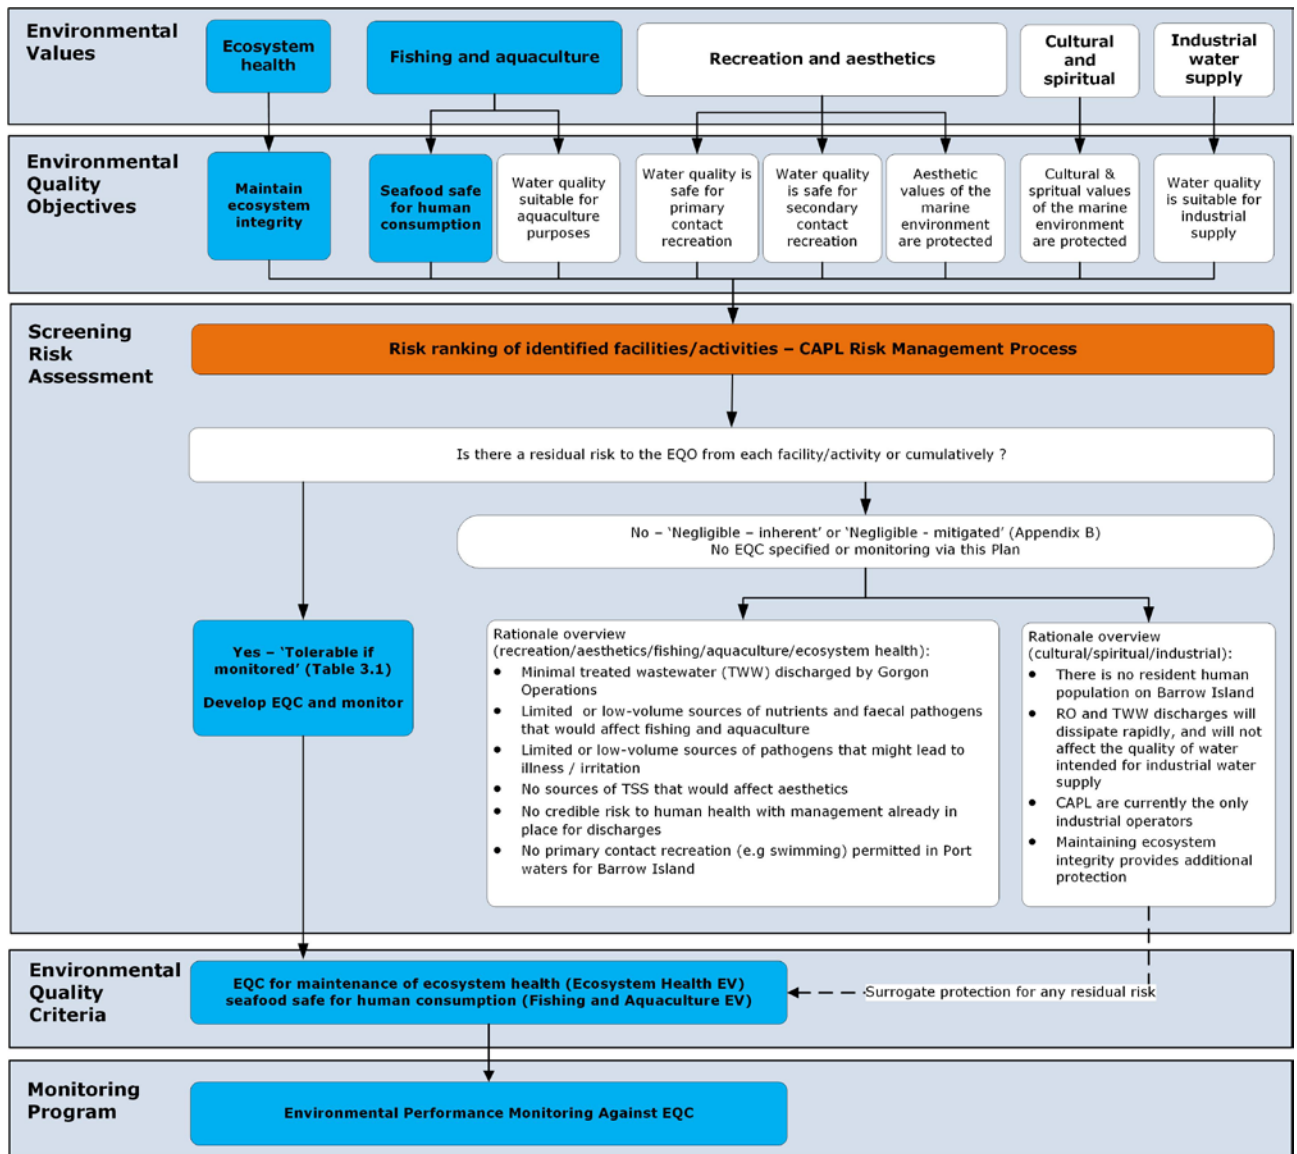 Environmental
Values
Ecosystem
health
Fishing and aquaculture
Recreation and aesthetics
Cultural
and
spiritual
Industrial
water
supply
Environmental
Quality
Objectives
Maintain
ecosystem
integrity
Seafood safe
for human
consumption
Water quality
suitable for
aquaculture
purposes
Water quality is
safe for
primary
contact
recreation
Water quality
is safe for
secondary
contact
recreation
Aesthetic
values of the
marine
environment
are protected
Cultural &
spritual values
of the marine
environment
are protected
Water quality
is suitable for
industrial
supply
Screening
Risk
Assessment
Risk ranking of identified facilities/activities – CAPL Risk Management Process
Is there a residual risk to the EQO from each facility/activity or cumulatively ?
No – ‘Negligible – inherent’ or ‘Negligible - mitigated’ (Appendix B)
No EQC specified or monitoring via this Plan
Yes – ‘Tolerable if
monitored’ (Table 3.1)
Develop EQC and monitor
Rationale overview
(recreation/aesthetics/fishing/aquaculture/ecosystem health):
• Minimal treated wastewater (TWW) discharged by Gorgon
Operations
• Limited or low-volume sources of nutrients and faecal pathogens
that would affect fishing and aquaculture
• Limited or low-volume sources of pathogens that might lead to
illness / irritation
• No sources of TSS that would affect aesthetics
• No credible risk to human health with management already in
place for discharges
• No primary contact recreation (e.g swimming) permitted in Port
waters for Barrow Island
Rationale overview
(cultural/spiritual/industrial):
• There is no resident human
population on Barrow Island
• RO and TWW discharges will
dissipate rapidly, and will not
affect the quality of water
intended for industrial water
supply
• CAPL are currently the only
industrial operators
• Maintaining ecosystem
integrity provides additional
protection
Environmental
Quality
Criteria
EQC for maintenance of ecosystem health (Ecosystem Health EV)
seafood safe for human consumption (Fishing and Aquaculture EV)
Surrogate protection for any residual risk
Monitoring
Program
Environmental Performance Monitoring Against EQC